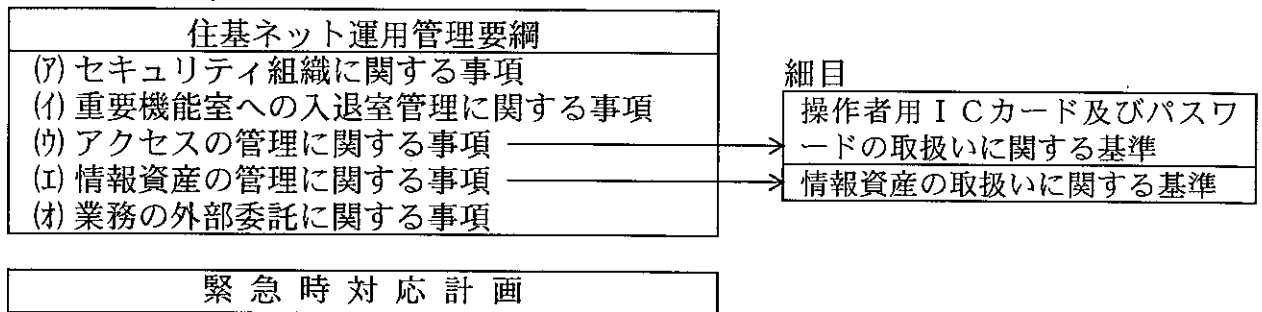 住基ネット運用管理要綱
(ア) セキュリティ組織に関する事項
(イ) 重要機能室への入退室管理に関する事項
(ウ) アクセスの管理に関する事項
(エ) 情報資産の管理に関する事項
(オ) 業務の外部委託に関する事項
細目
操作者用ＩＣカード及びパスワ
ードの取扱いに関する基準
情報資産の取扱いに関する基準
緊 急 時 対 応 計 画